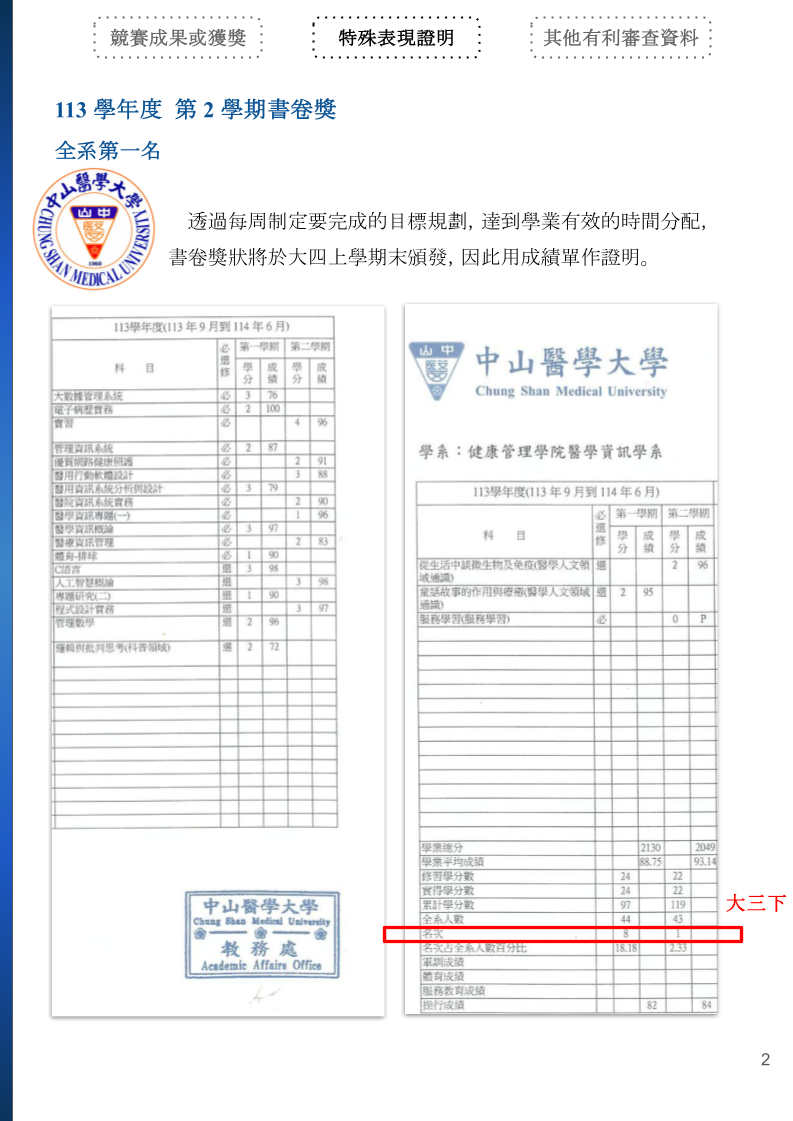 競賽成果或獲獎
特殊表現證明
其他有利審查資料
113 學年度 第 2 學期書卷獎
全系第一名
中山醫學大學
CHUNG SHAN MEDICAL UNIVERSITY
中山
醫
1960
透過每周制定要完成的目標規劃, 達到學業有效的時間分配,
書卷獎狀將於大四上學期末頒發, 因此用成績單作證明。
113學年度(113 年 9 月到 114 年 6 月)
科 目 必選修 第一學期 第二學期
學分 成績 學分 成績
大數據管理系統 必 3 76
電子病歷實務 必 2 100
實習 必 4 96
管理資訊系統 必 2 87
優質網路健康照護 必 2 91
醫用行動軟體設計 必 3 88
醫用資訊系統分析與設計 必 3 79
醫院資訊系統實務 必 2 90
醫學資訊專題(一) 必 1 96
醫學資訊概論 必 3 97
醫療資訊管理 必 2 83
體育-排球 必 1 90
C語言 選 3 98
人工智慧概論 選 3 98
專題研究(二) 選 1 90
程式設計實務 選 3 97
管理數學 選 2 96
邏輯與批判思考(科普領域) 選 2 72
中山醫學大學
Chung Shan Medical University
教務處
Academic Affairs Office
中山
醫
中山醫學大學
Chung Shan Medical University
學系：健康管理學院醫學資訊學系
113學年度(113 年 9 月到 114 年 6 月)
科 目 必選修 第一學期 第二學期
學分 成績 學分 成績
從生活中談微生物及免疫(醫學人文領 選 2 96
域通識)
童話故事的作用與療癒(醫學人文領域 選 2 95
通識)
服務學習(服務學習) 必 0 P
學業總分 2130 2049
學業平均成績 88.75 93.14
修習學分數 24 22
實得學分數 24 22
累計學分數 97 119
全系人數 44 43
名次 8 1
名次占全系人數百分比 18.18 2.33
軍訓成績
體育成績
服務教育成績
操行成績 82 84
大三下
2